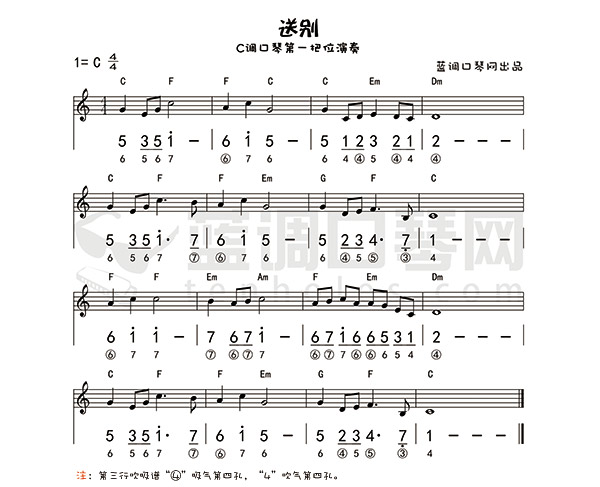 送别
C调口琴第一把位演奏
1= C 4/4
蓝调口琴网出品
C F F C C Em Dm
5 3 5 i - 6 i 5 - 5 1 2 3 2 1 2 - - -
6 5 6 7 ⑥ 7 6 6 4 ④ 5 ④ 4 ④
C F F Em G F C
5 3 5 i· 7 6 i 5 - 5 2 3 4· 7 1 - - -
6 5 6 7 ⑦ ⑥ 7 6 6 ④ 5 ⑤ ③ 4
F F Em Am F Em Dm
6 i i - 7 6 7 i - 6 7 i 6 6 5 3 1 2 - - -
⑥ 7 7 ⑦ ⑥ ⑦ 7 ⑥ ⑦ 7 ⑥ ⑥ 6 5 4 ④
C F F Em G F C
5 3 5 i· 7 6 i 5 - 5 2 3 4· 7 1 - - -
6 5 6 7 ⑦ ⑥ 7 6 6 ④ 5 ⑤ ③ 4
蓝调口琴网
注：第三行吹吸谱“④”吸气第四孔，“4”吹气第四孔。